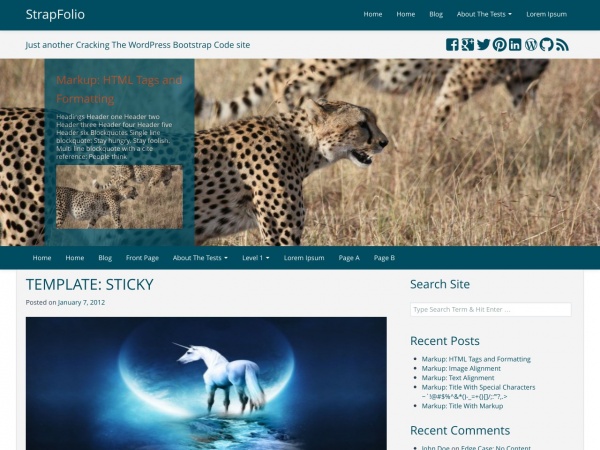 StrapFolio
Home Home Blog About The Tests Lorem Ipsum
Just another Cracking The WordPress Bootstrap Code site
Markup: HTML Tags and
Formatting
Headings Header one Header two
Header three Header four Header five
Header six Blockquotes Single line
blockquote: Stay hungry. Stay foolish.
Multi line blockquote with a cite
reference: People think
Home Home Blog Front Page About The Tests Level 1 Lorem Ipsum Page A Page B
TEMPLATE: STICKY
Posted on January 7, 2012
Search Site
Type Search Term & Hit Enter ...
Recent Posts
Markup: HTML Tags and Formatting
Markup: Image Alignment
Markup: Text Alignment
Markup: Title With Special Characters
Markup: Title With Markup
Recent Comments
John Doe on Edge Case: No Content